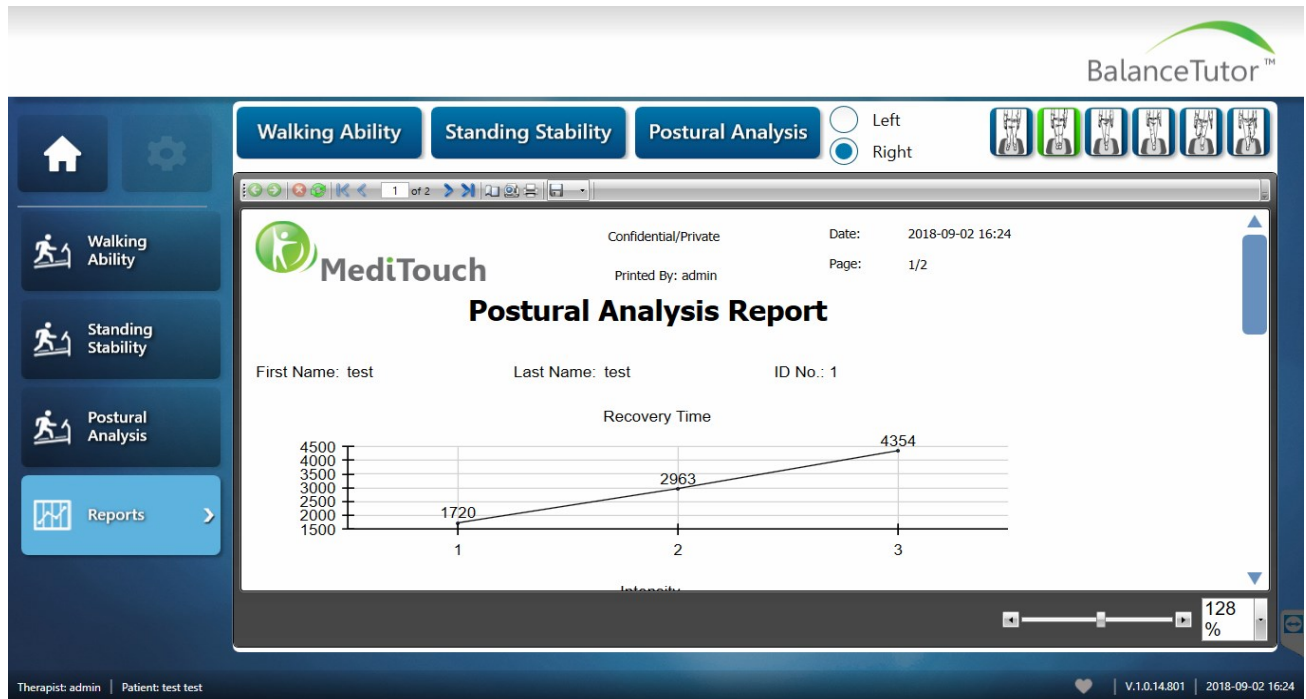 BalanceTutor™
Walking Ability
Standing Stability
Postural Analysis
Left
Right
1 of 2
Walking
Ability
Standing
Stability
Postural
Analysis
Reports
MediTouch
Confidential/Private
Date: 2018-09-02 16:24
Printed By: admin
Page: 1/2
Postural Analysis Report
First Name: test Last Name: test ID No.: 1
Recovery Time
4500
4000
3500
3000
2500
2000
1500
1720
2963
4354
1 2 3
Intensity
128
%
Therapist: admin | Patient: test test
V.1.0.14.801 | 2018-09-02 16:24